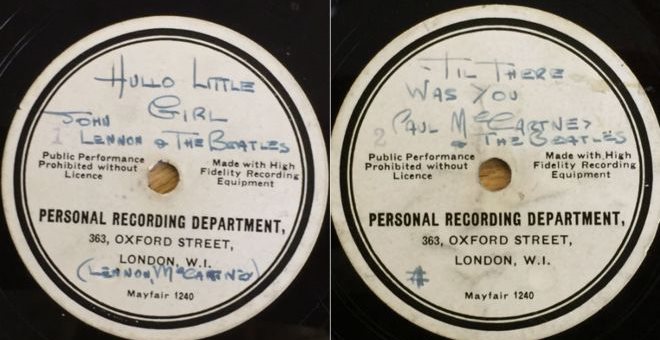 HULLO LITTLE
GIRL
JOHN
1 LENNON & THE BEATLES
Public Performance
Prohibited without
Licence
Made with High
Fidelity Recording
Equipment
PERSONAL RECORDING DEPARTMENT,
363, OXFORD STREET,
LONDON, W.I.
(LENNON, MCCARTNEY)
Mayfair 1240
'TIL THERE
WAS YOU
2 PAUL MCCARTNEY
& THE BEATLES
Public Performance
Prohibited without
Licence
Made with High
Fidelity Recording
Equipment
PERSONAL RECORDING DEPARTMENT,
363, OXFORD STREET,
LONDON, W.I.
#
Mayfair 1240